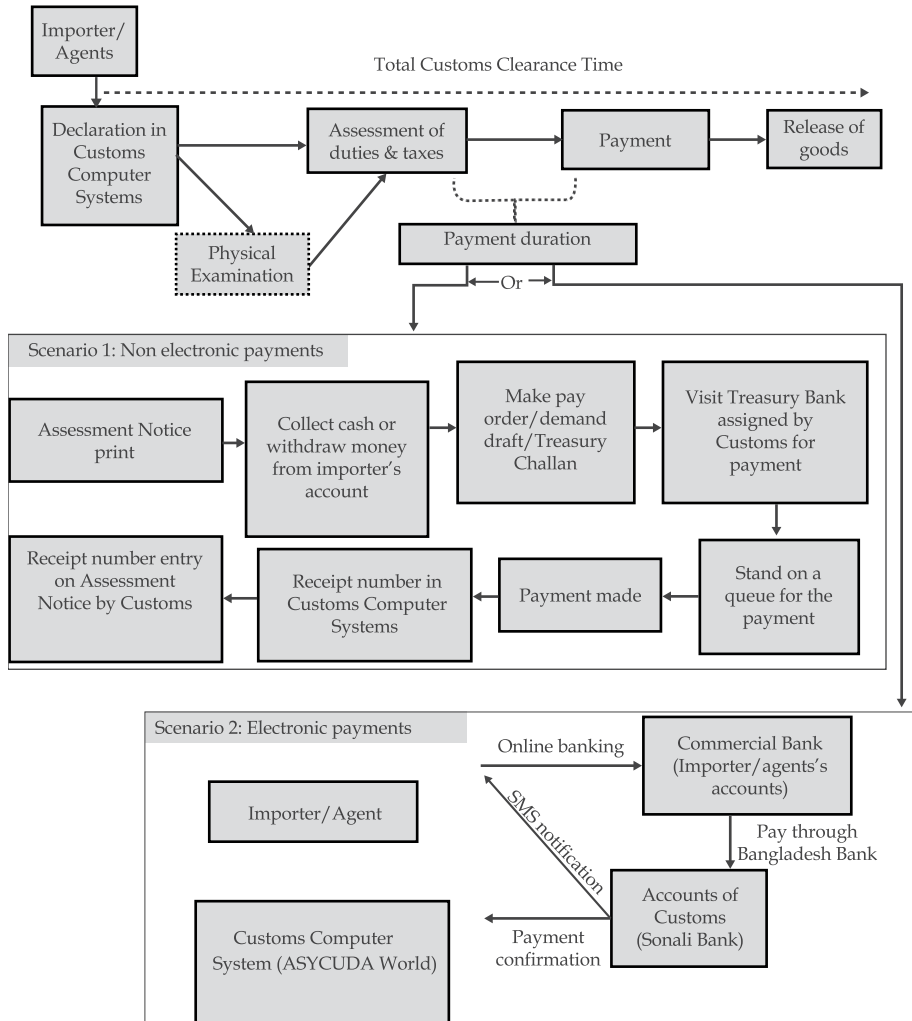 Importer/
Agents
Total Customs Clearance Time
Declaration in
Customs
Computer
Systems
Assessment of
duties & taxes
Payment
Release of
goods
Physical
Examination
Payment duration
Or
Scenario 1: Non electronic payments
Assessment Notice
print
Collect cash or
withdraw money
from importer's
account
Make pay
order/demand
draft/Treasury
Challan
Visit Treasury Bank
assigned by
Customs for
payment
Receipt number entry
on Assessment
Notice by Customs
Receipt number in
Customs Computer
Systems
Payment made
Stand on a
queue for the
payment
Scenario 2: Electronic payments
Online banking
Commercial Bank
(Importer/agents's
accounts)
Importer/Agent
SMS notification
Pay through
Bangladesh Bank
Accounts of
Customs
(Sonali Bank)
Customs Computer
System (ASYCUDA World)
Payment
confirmation